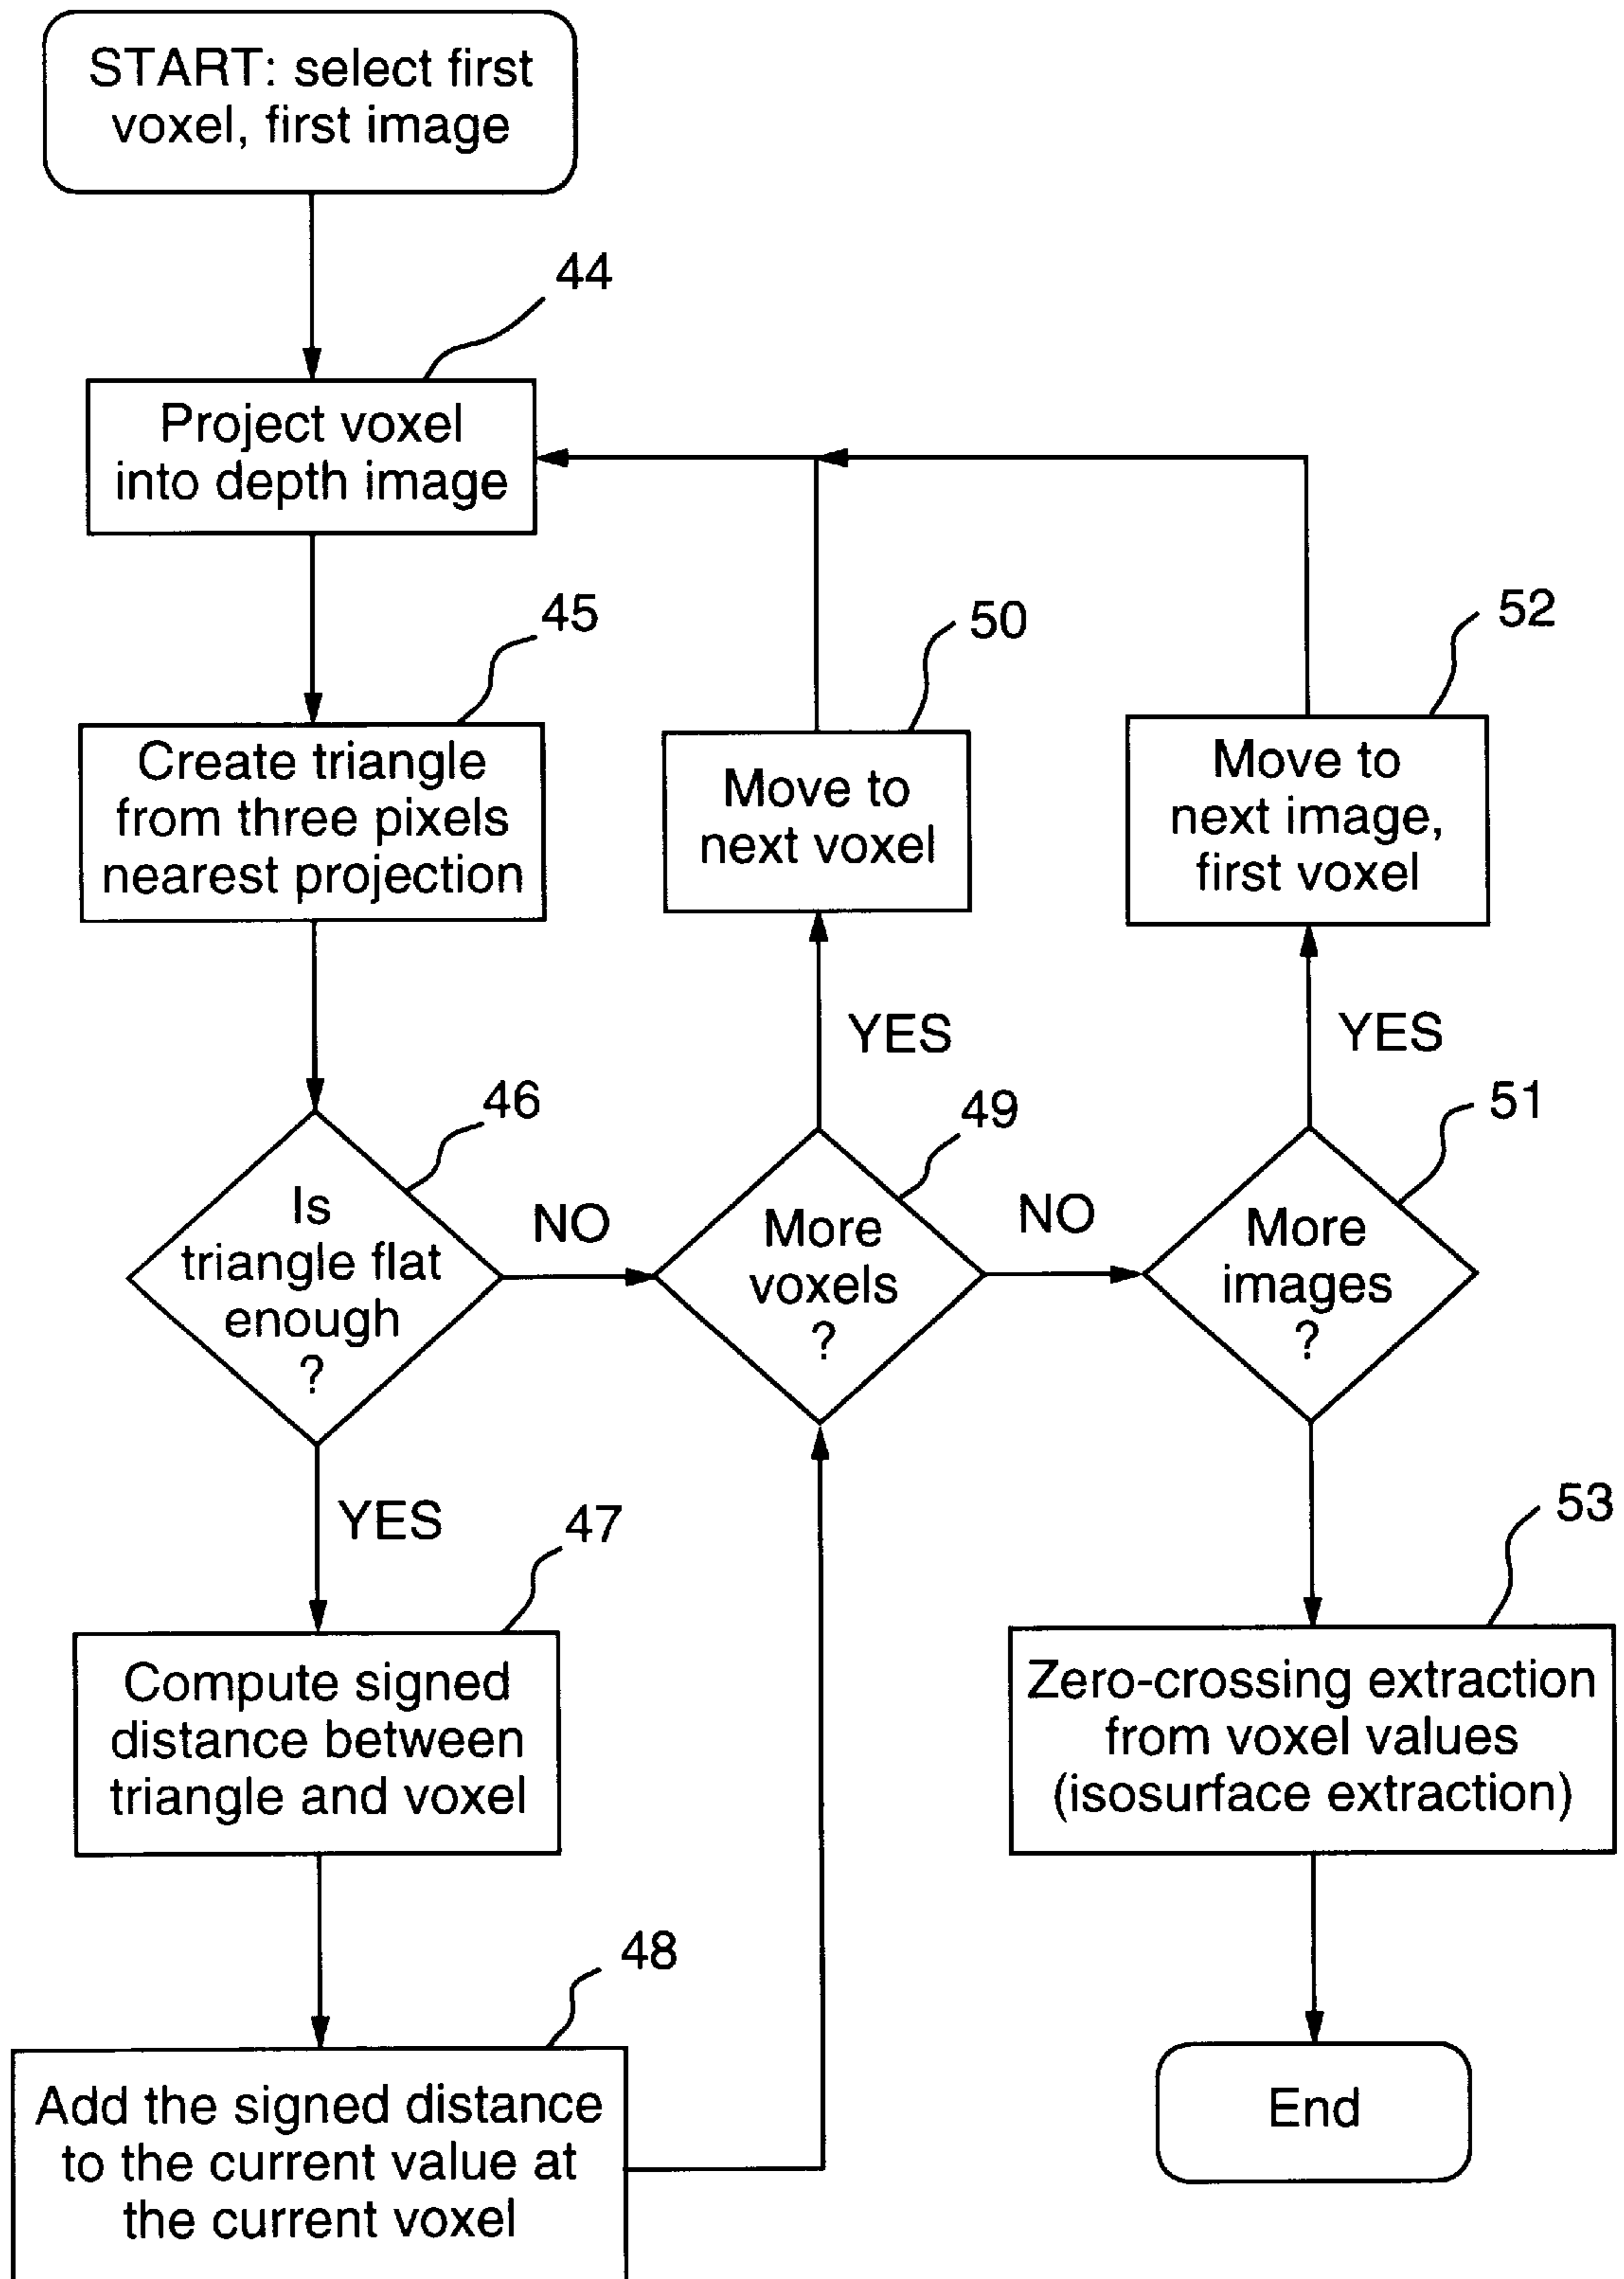 START: select first
voxel, first image
44
Project voxel
into depth image
45
Create triangle
from three pixels
nearest projection
50
Move to
next voxel
52
Move to
next image,
first voxel
YES
YES
46
Is
triangle flat
enough
?
NO
49
More
voxels
?
NO
51
More
images
?
YES
47
Compute signed
distance between
triangle and voxel
53
Zero-crossing extraction
from voxel values
(isosurface extraction)
48
Add the signed distance
to the current value at
the current voxel
End